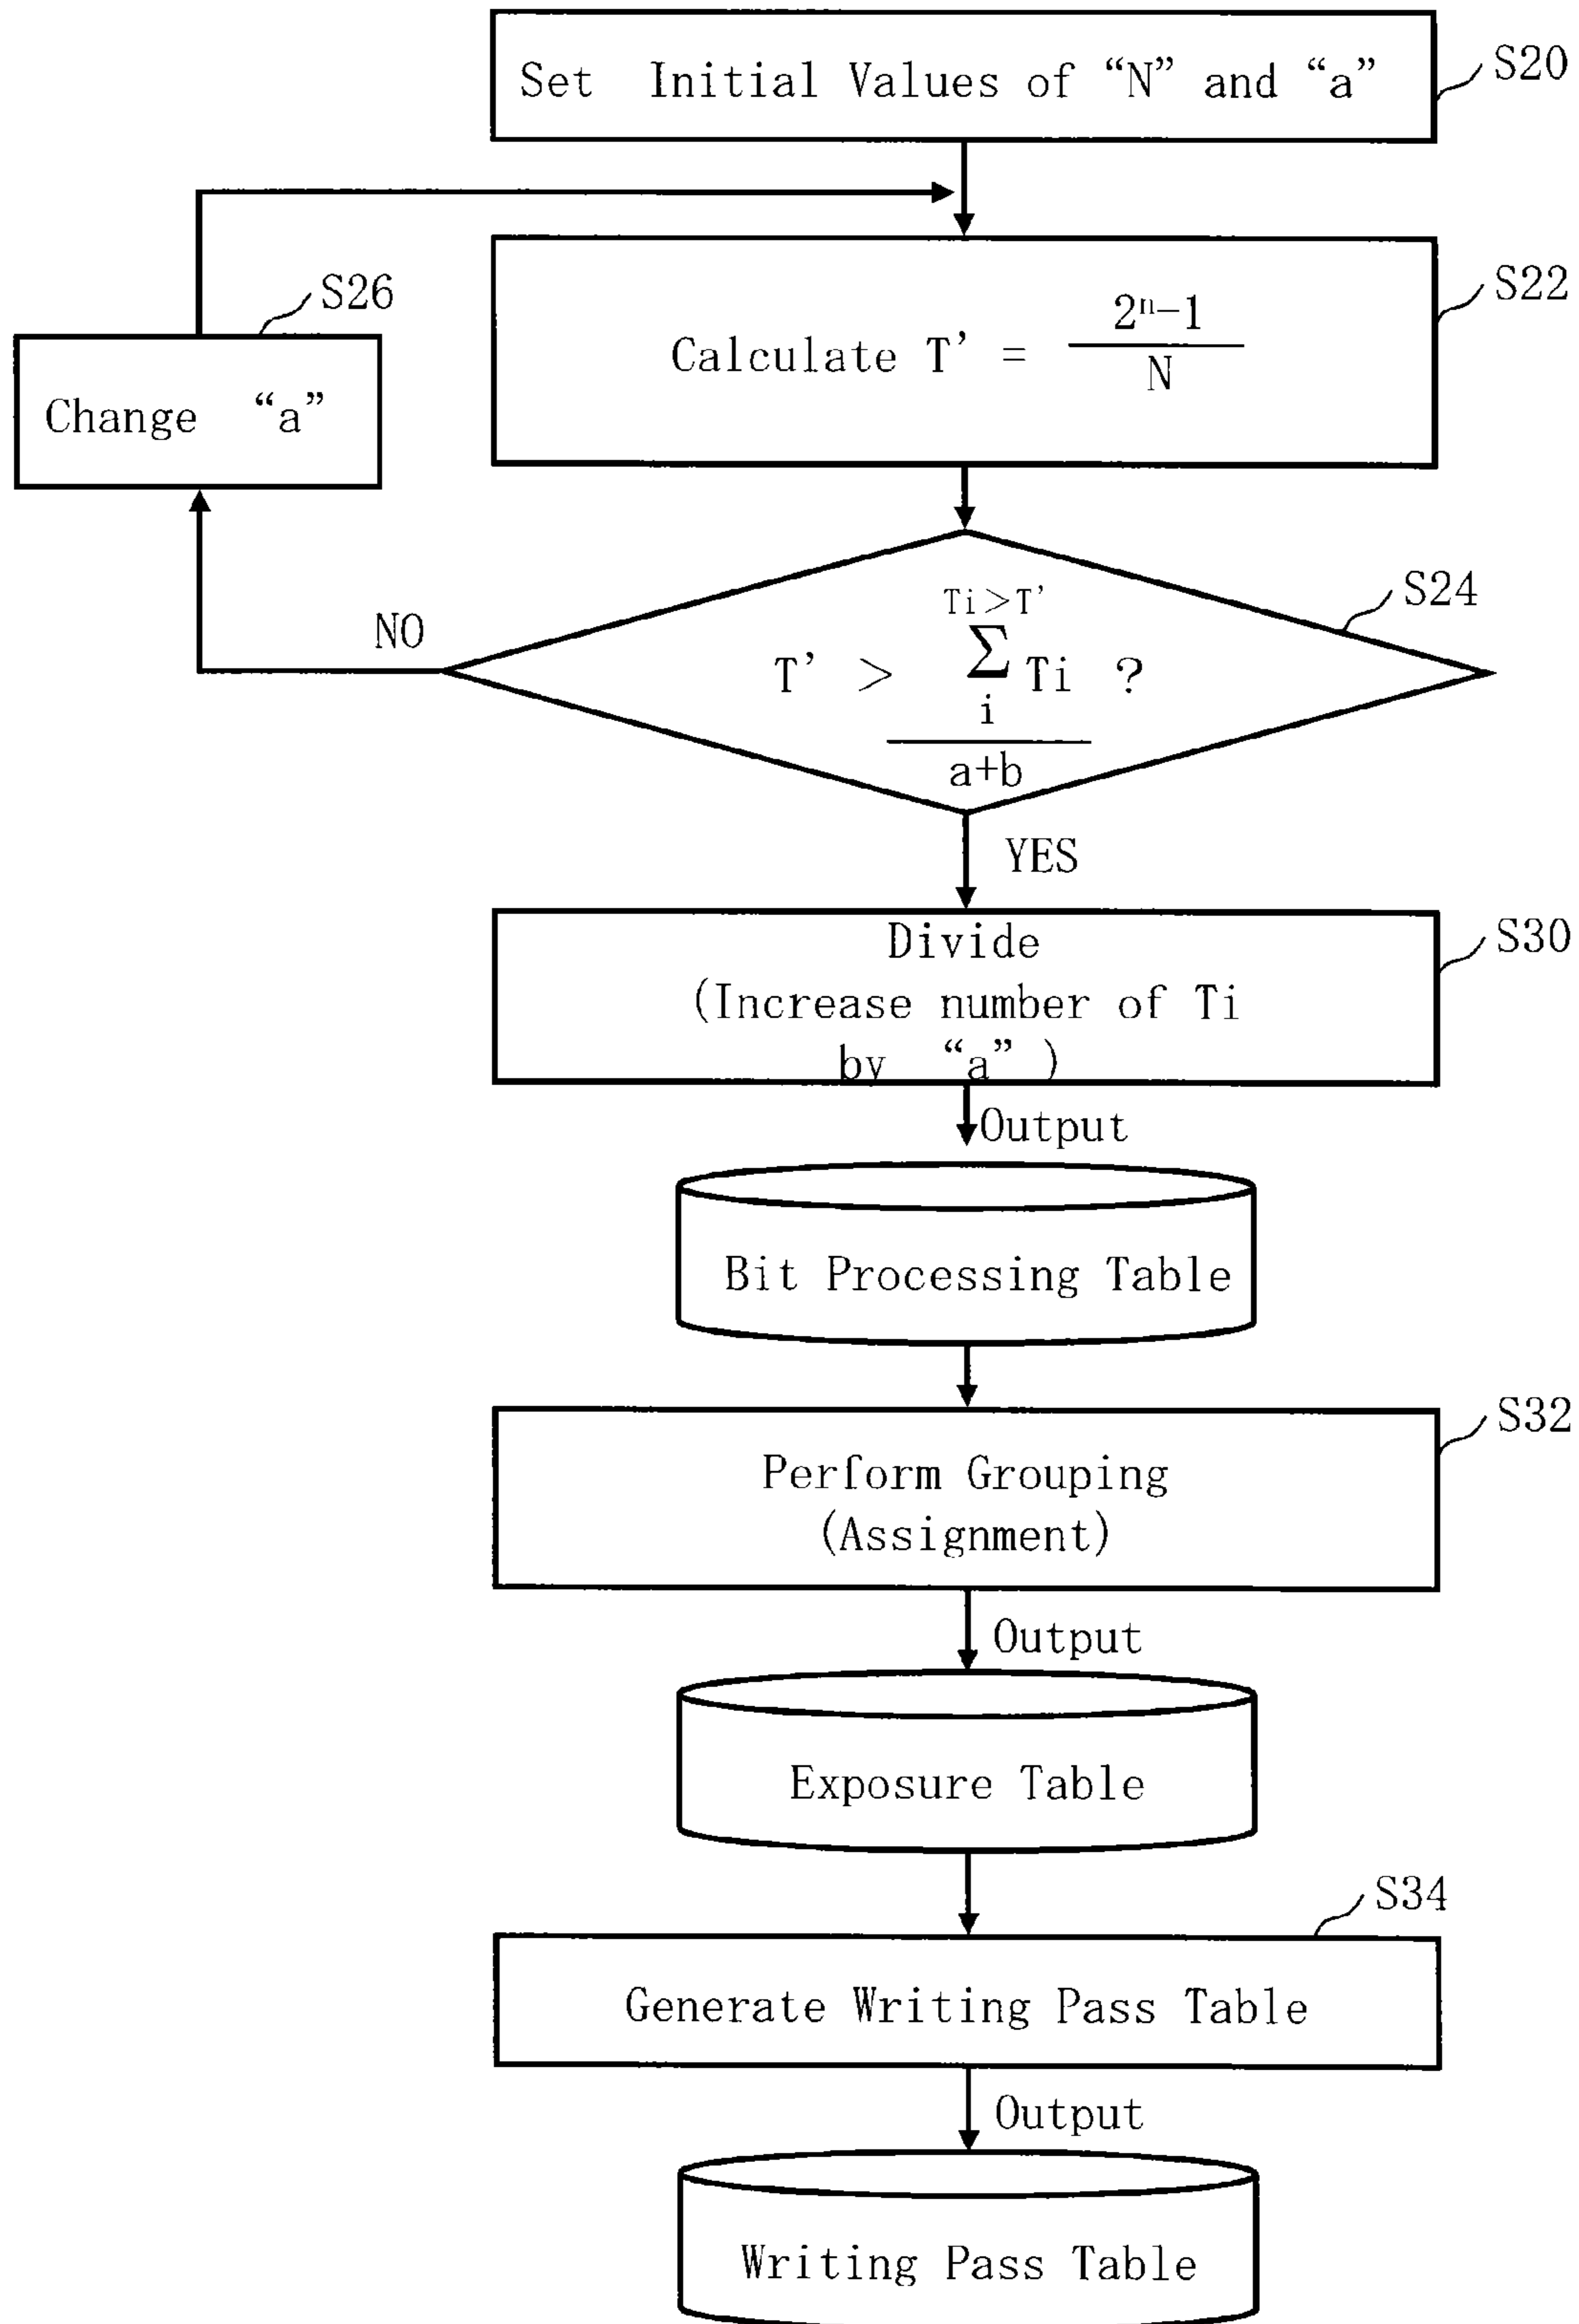 Set Initial Values of “N” and “a”
S20
S26
S22
Calculate T’ = 2ⁿ−1
N
Change “a”
S24
NO
Ti>T’
T’ > Σ Ti ?
i
a+b
YES
Divide
S30
(Increase number of Ti
by “a” )
Output
Bit Processing Table
S32
Perform Grouping
(Assignment)
Output
Exposure Table
S34
Generate Writing Pass Table
Output
Writing Pass Table